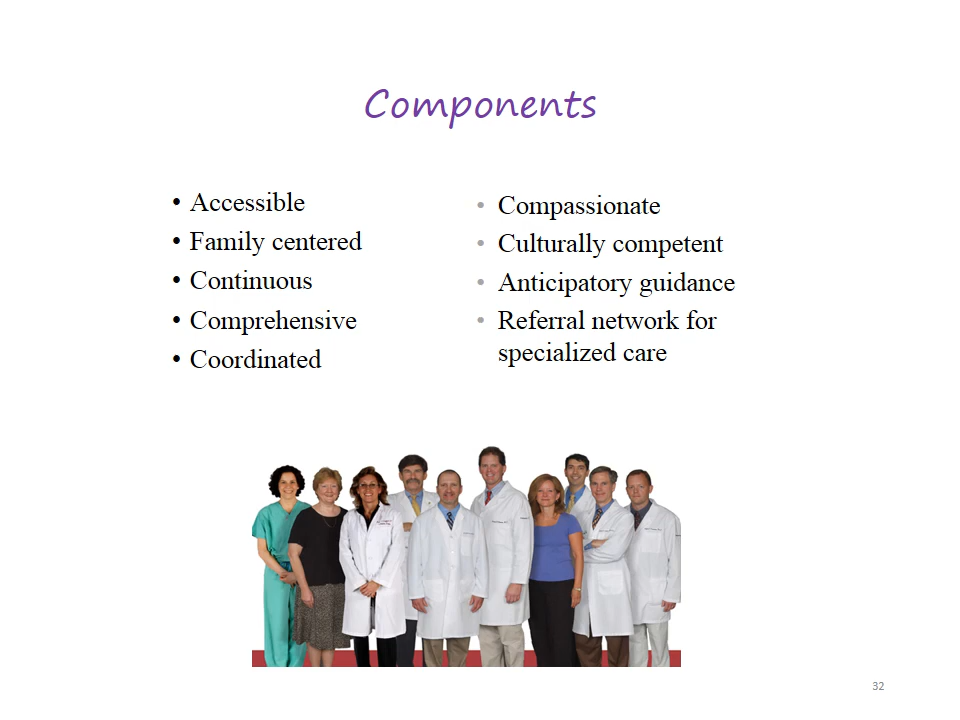 Components
• Accessible
• Family centered
• Continuous
• Comprehensive
• Coordinated
• Compassionate
• Culturally competent
• Anticipatory guidance
• Referral network for
specialized care
32